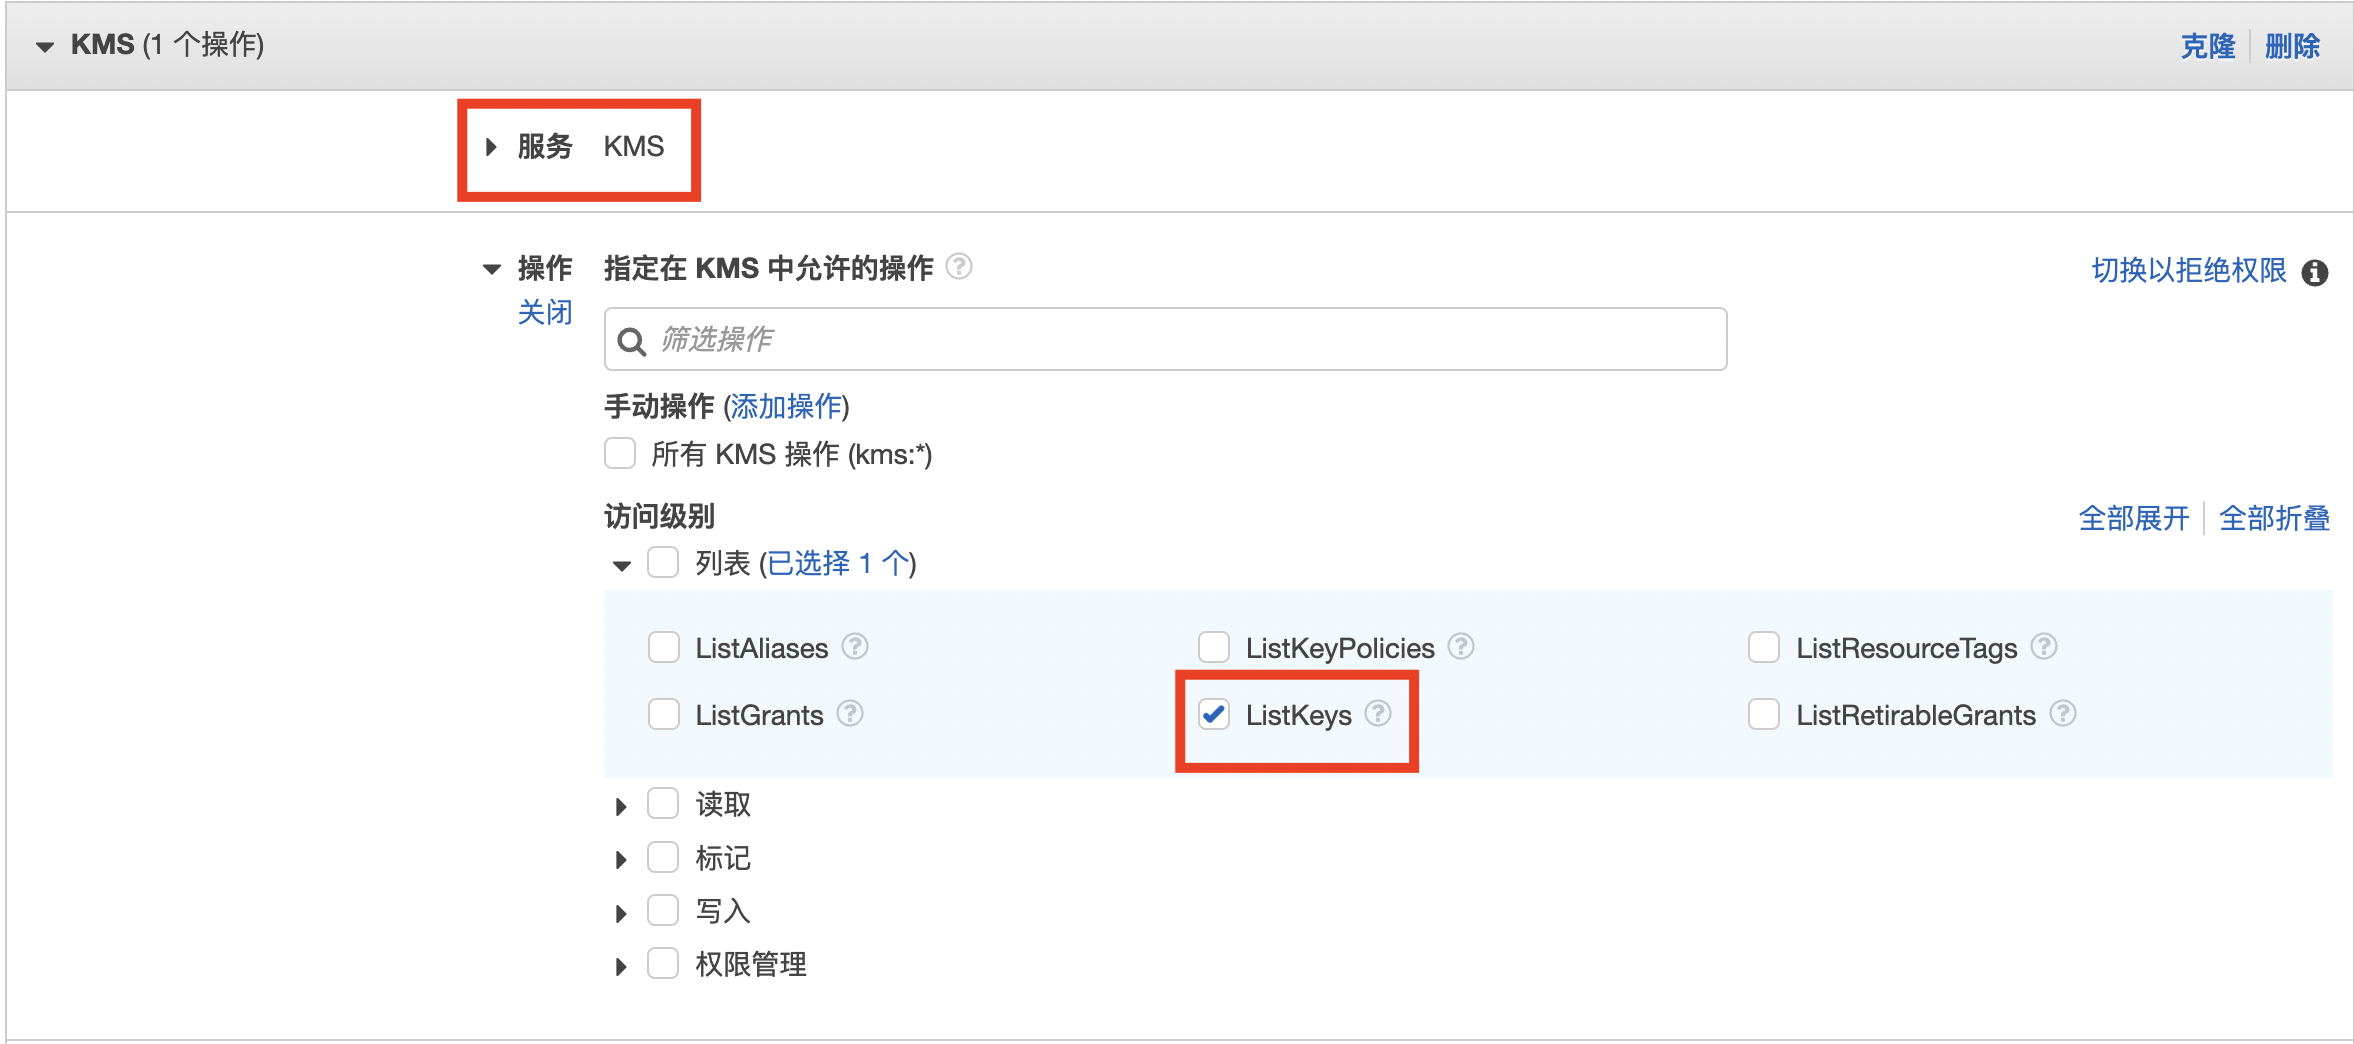 KMS (1 个操作) 克隆 删除
服务 KMS
操作 指定在 KMS 中允许的操作 切换以拒绝权限
关闭
筛选操作
手动操作 (添加操作)
所有 KMS 操作 (kms:*)
访问级别 全部展开 全部折叠
列表 (已选择 1 个)
ListAliases ListKeyPolicies ListResourceTags
ListGrants ListKeys ListRetirableGrants
读取
标记
写入
权限管理